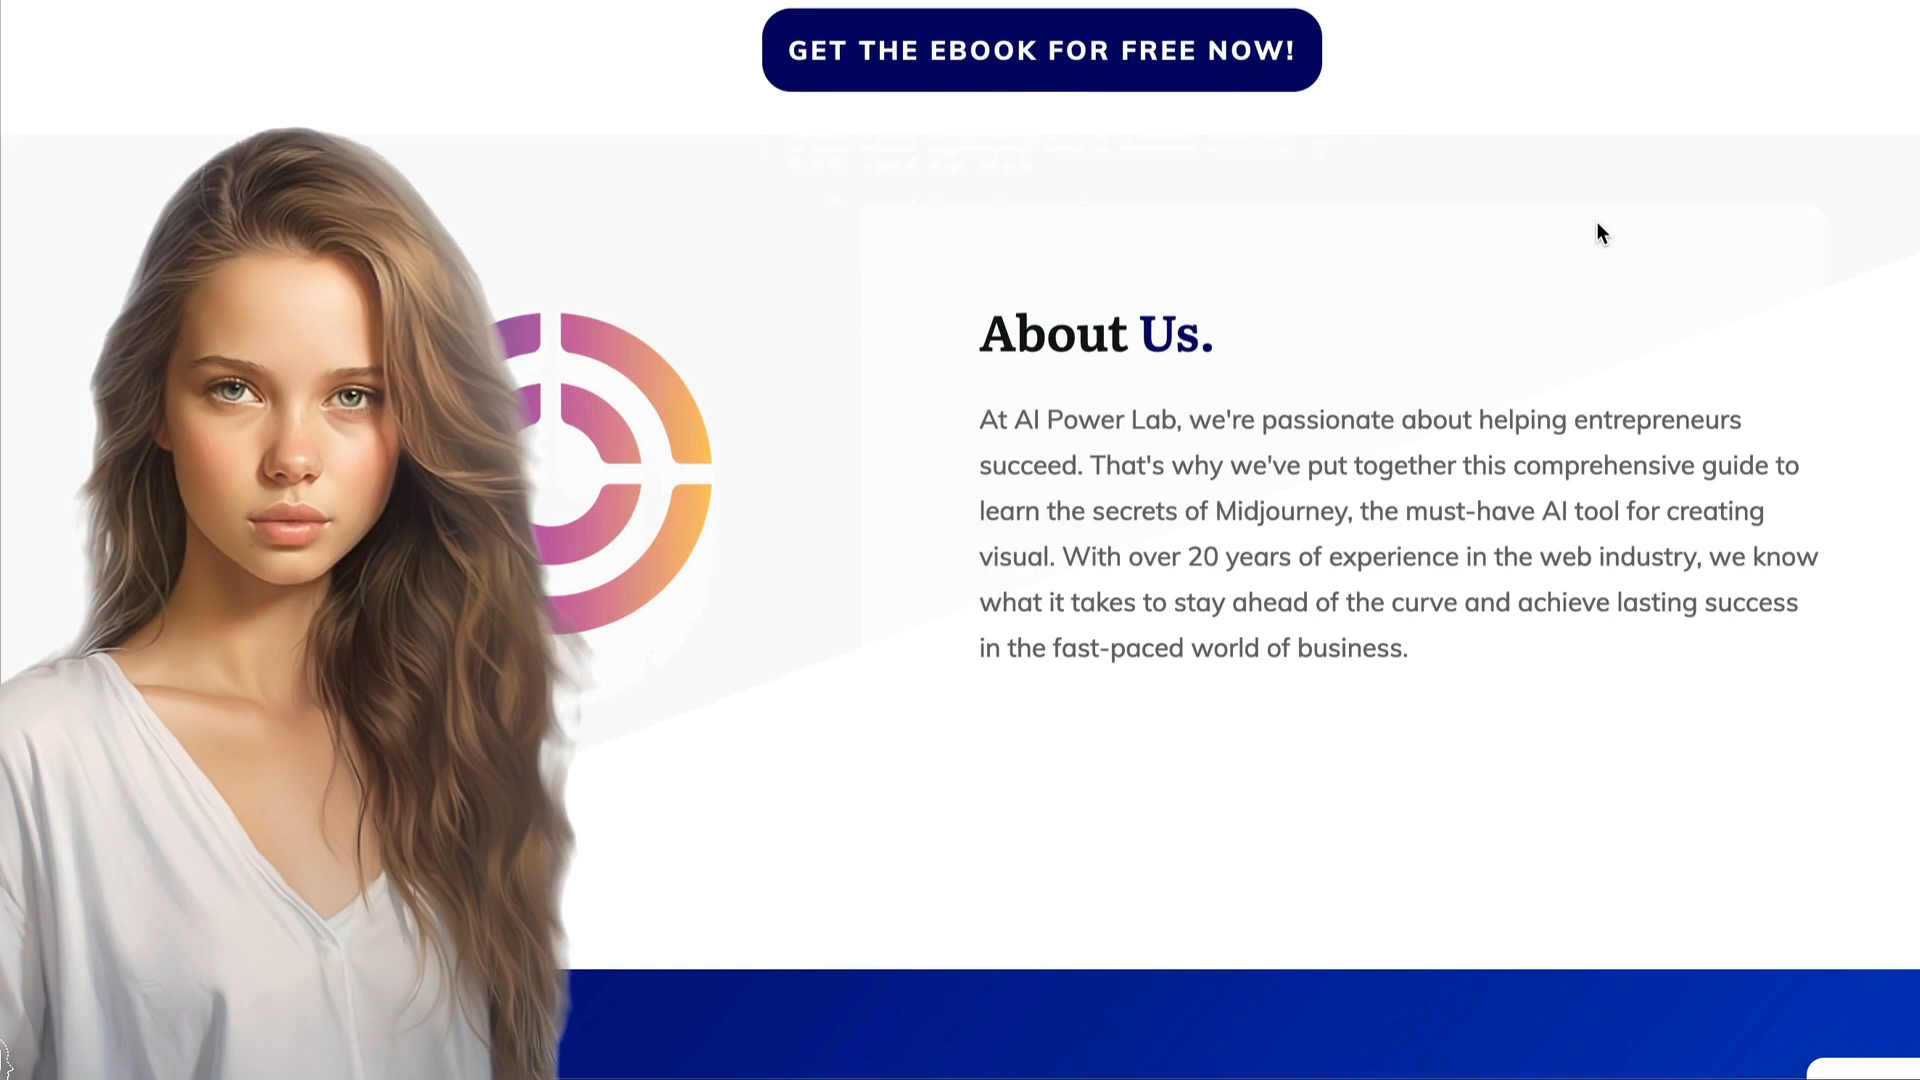 GET THE EBOOK FOR FREE NOW!
About Us.
At AI Power Lab, we're passionate about helping entrepreneurs
succeed. That's why we've put together this comprehensive guide to
learn the secrets of Midjourney, the must-have AI tool for creating
visual. With over 20 years of experience in the web industry, we know
what it takes to stay ahead of the curve and achieve lasting success
in the fast-paced world of business.